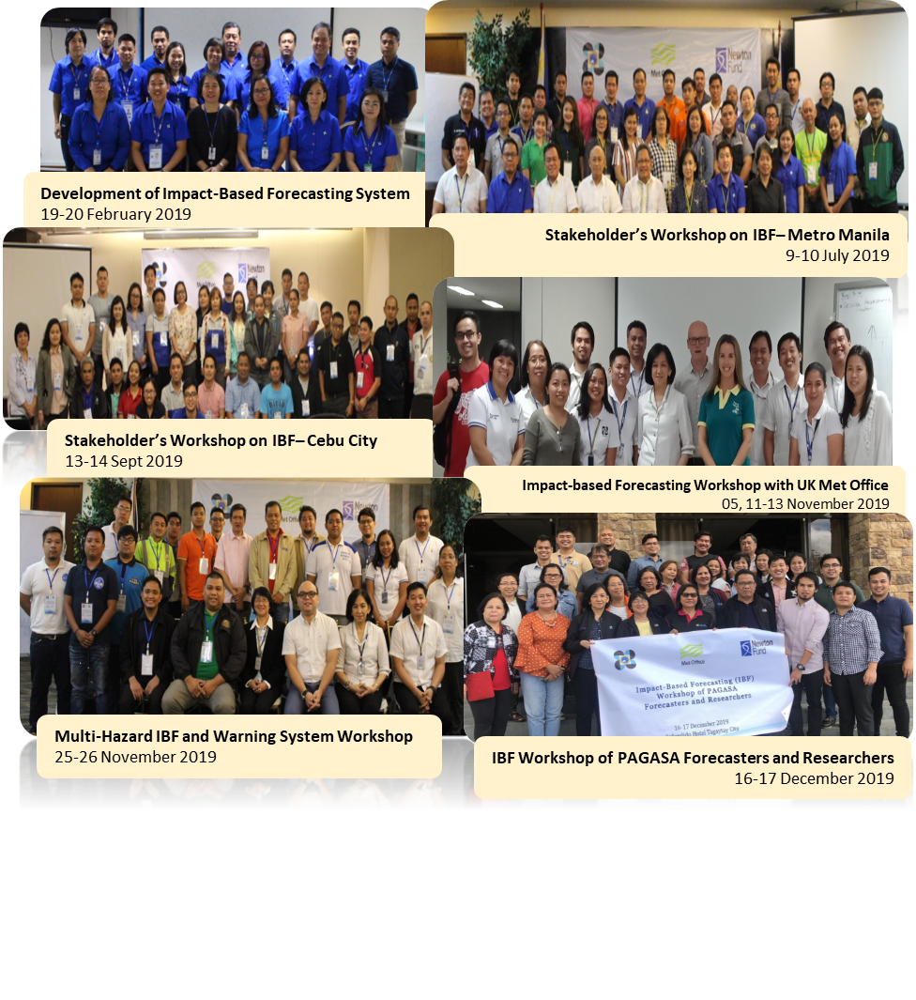 Met Office
Newton
Fund
Development of Impact-Based Forecasting System
19-20 February 2019
Stakeholder’s Workshop on IBF– Metro Manila
9-10 July 2019
Met Office
Newton
Fund
Stakeholder’s Workshop on IBF– Cebu City
13-14 Sept 2019
Impact-based Forecasting Workshop with UK Met Office
05, 11-13 November 2019
Met Office
Newton
Multi-Hazard IBF and Warning System Workshop
25-26 November 2019
Met Office
Newton
Fund
Impact-Based Forecasting (IBF)
Workshop of PAGASA
Forecasters and Researchers
16-17 December 2019
Hotel Tagaytay City
IBF Workshop of PAGASA Forecasters and Researchers
16-17 December 2019